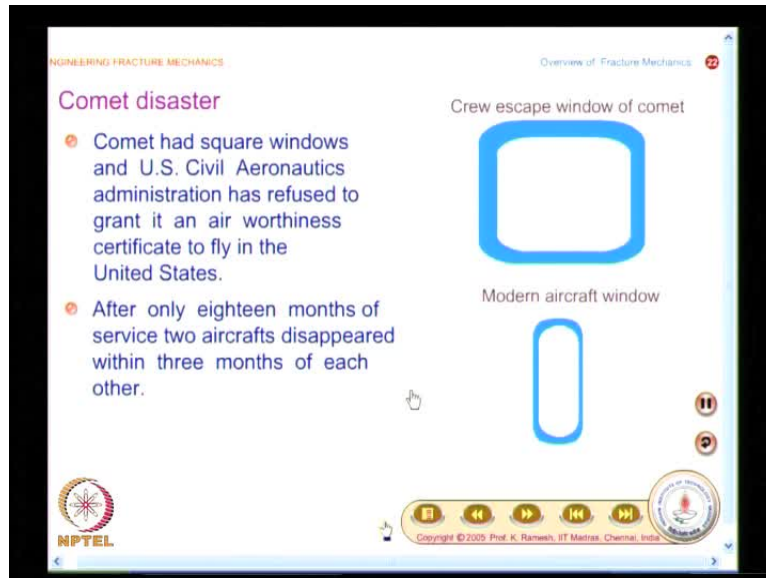 NGINEERING FRACTURE MECHANICS
Overview of Fracture Mechanics 22
Comet disaster
Comet had square windows
and U.S. Civil Aeronautics
administration has refused to
grant it an air worthiness
certificate to fly in the
United States.
After only eighteen months of
service two aircrafts disappeared
within three months of each
other.
Crew escape window of comet
Modern aircraft window
NPTEL
Copyright © 2005 Prof. K. Ramesh, IIT Madras, Chennai, India